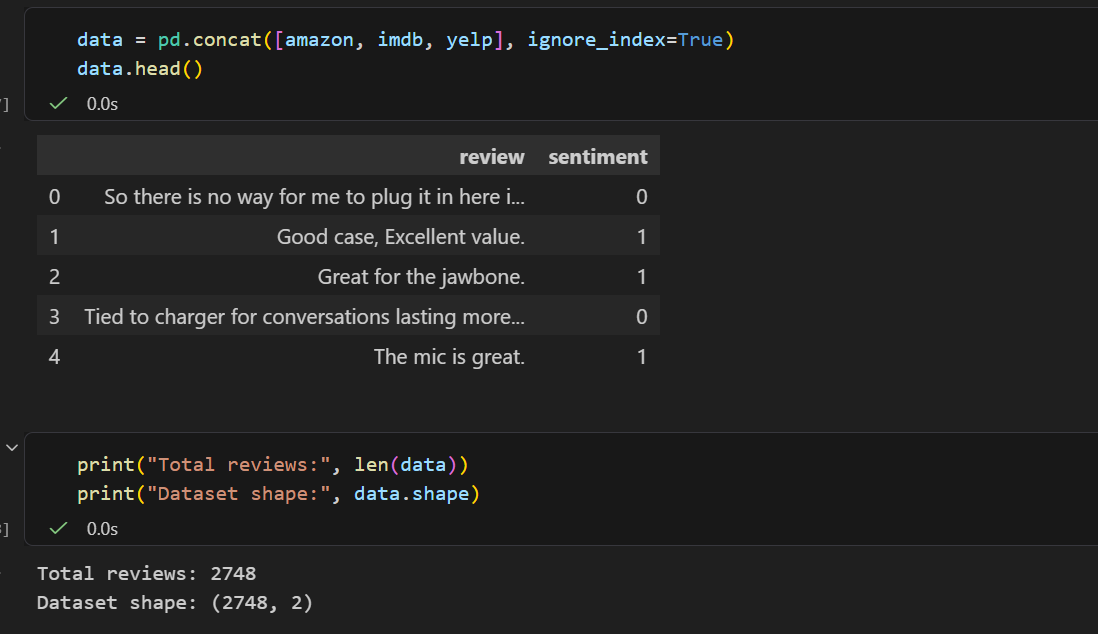 data = pd.concat([amazon, imdb, yelp], ignore_index=True)
data.head()
0.0s
review sentiment
0 So there is no way for me to plug it in here i... 0
1 Good case, Excellent value. 1
2 Great for the jawbone. 1
3 Tied to charger for conversations lasting more... 0
4 The mic is great. 1
print("Total reviews:", len(data))
print("Dataset shape:", data.shape)
0.0s
Total reviews: 2748
Dataset shape: (2748, 2)